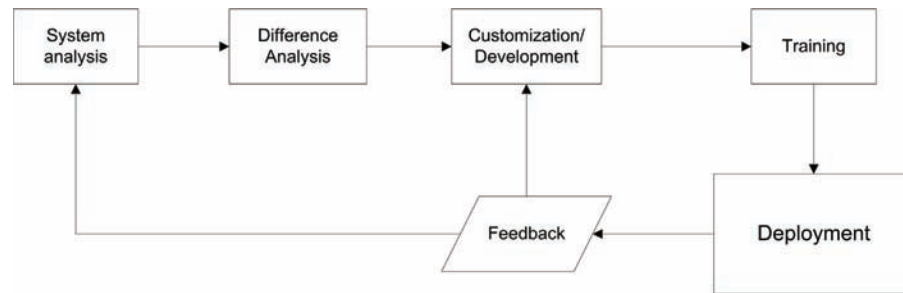 System
analysis
Difference
Analysis
Customization/
Development
Training
Feedback
Deployment